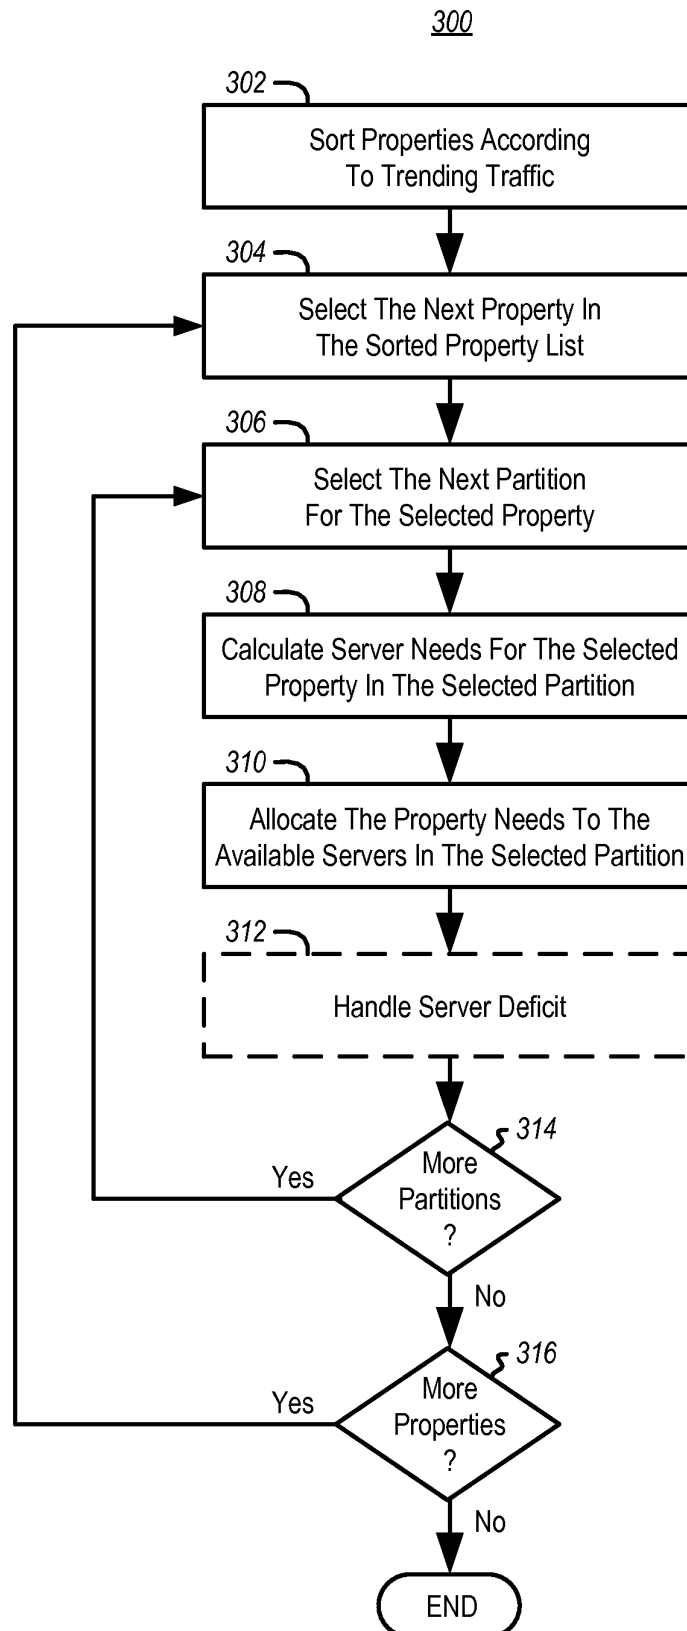 300
302
Sort Properties According
To Trending Traffic
304
Select The Next Property In
The Sorted Property List
306
Select The Next Partition
For The Selected Property
308
Calculate Server Needs For The Selected
Property In The Selected Partition
310
Allocate The Property Needs To The
Available Servers In The Selected Partition
312
Handle Server Deficit
314
More
Partitions
?
Yes
No
316
More
Properties
?
Yes
No
END